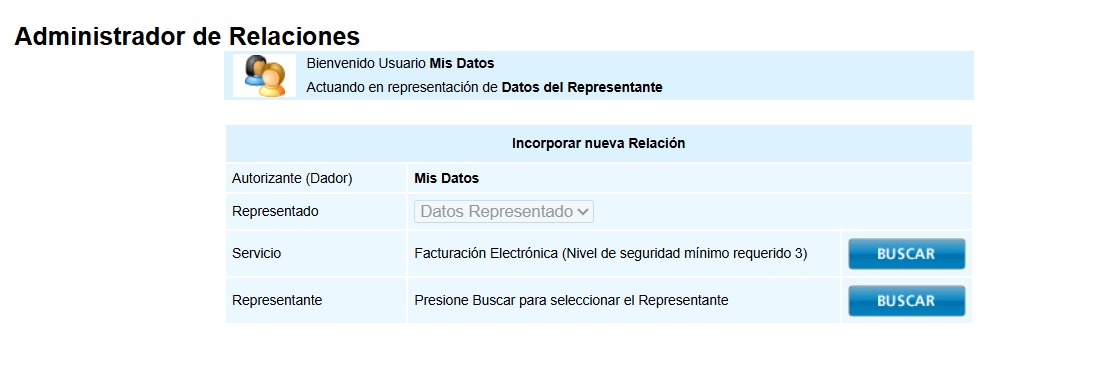 Administrador de Relaciones
Bienvenido Usuario Mis Datos
Actuando en representación de Datos del Representante
Incorporar nueva Relación
Autorizante (Dador) Mis Datos
Representado Datos Representado
Servicio Facturación Electrónica (Nivel de seguridad mínimo requerido 3) BUSCAR
Representante Presione Buscar para seleccionar el Representante BUSCAR